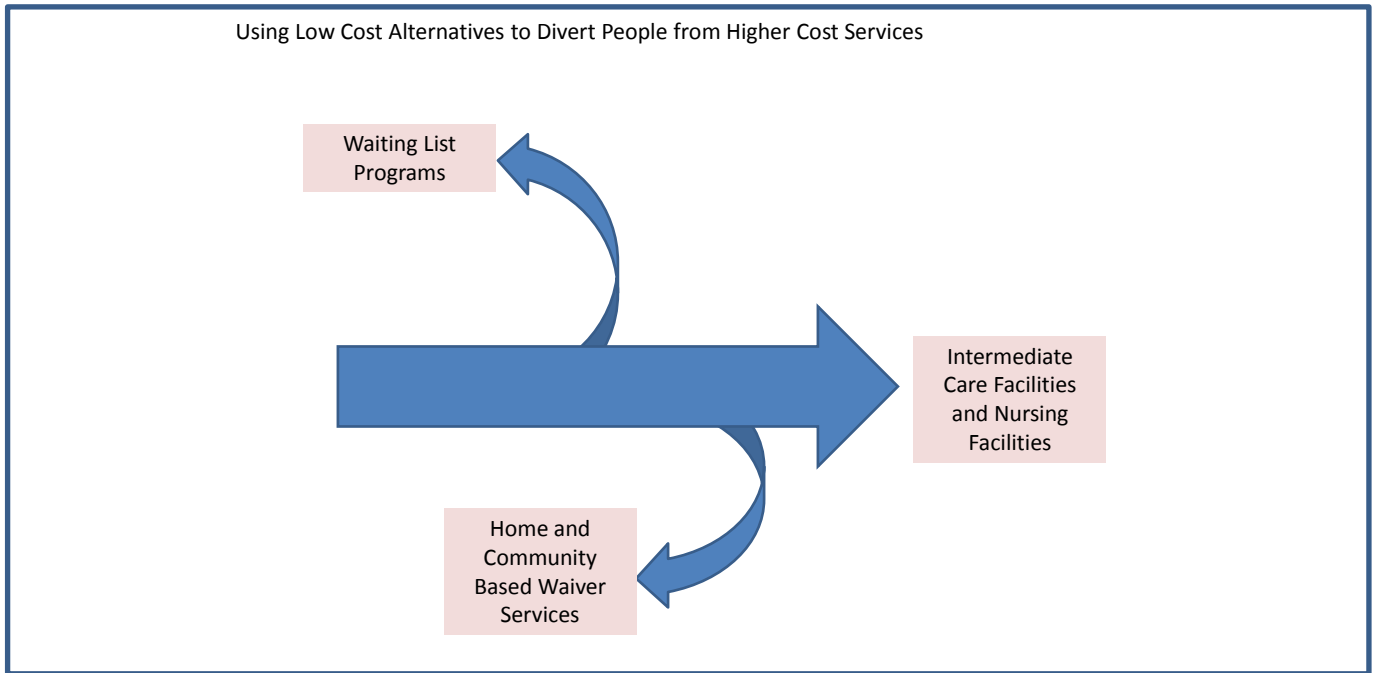 Using Low Cost Alternatives to Divert People from Higher Cost Services
Waiting List
Programs
Intermediate
Care Facilities
and Nursing
Facilities
Home and
Community
Based Waiver
Services